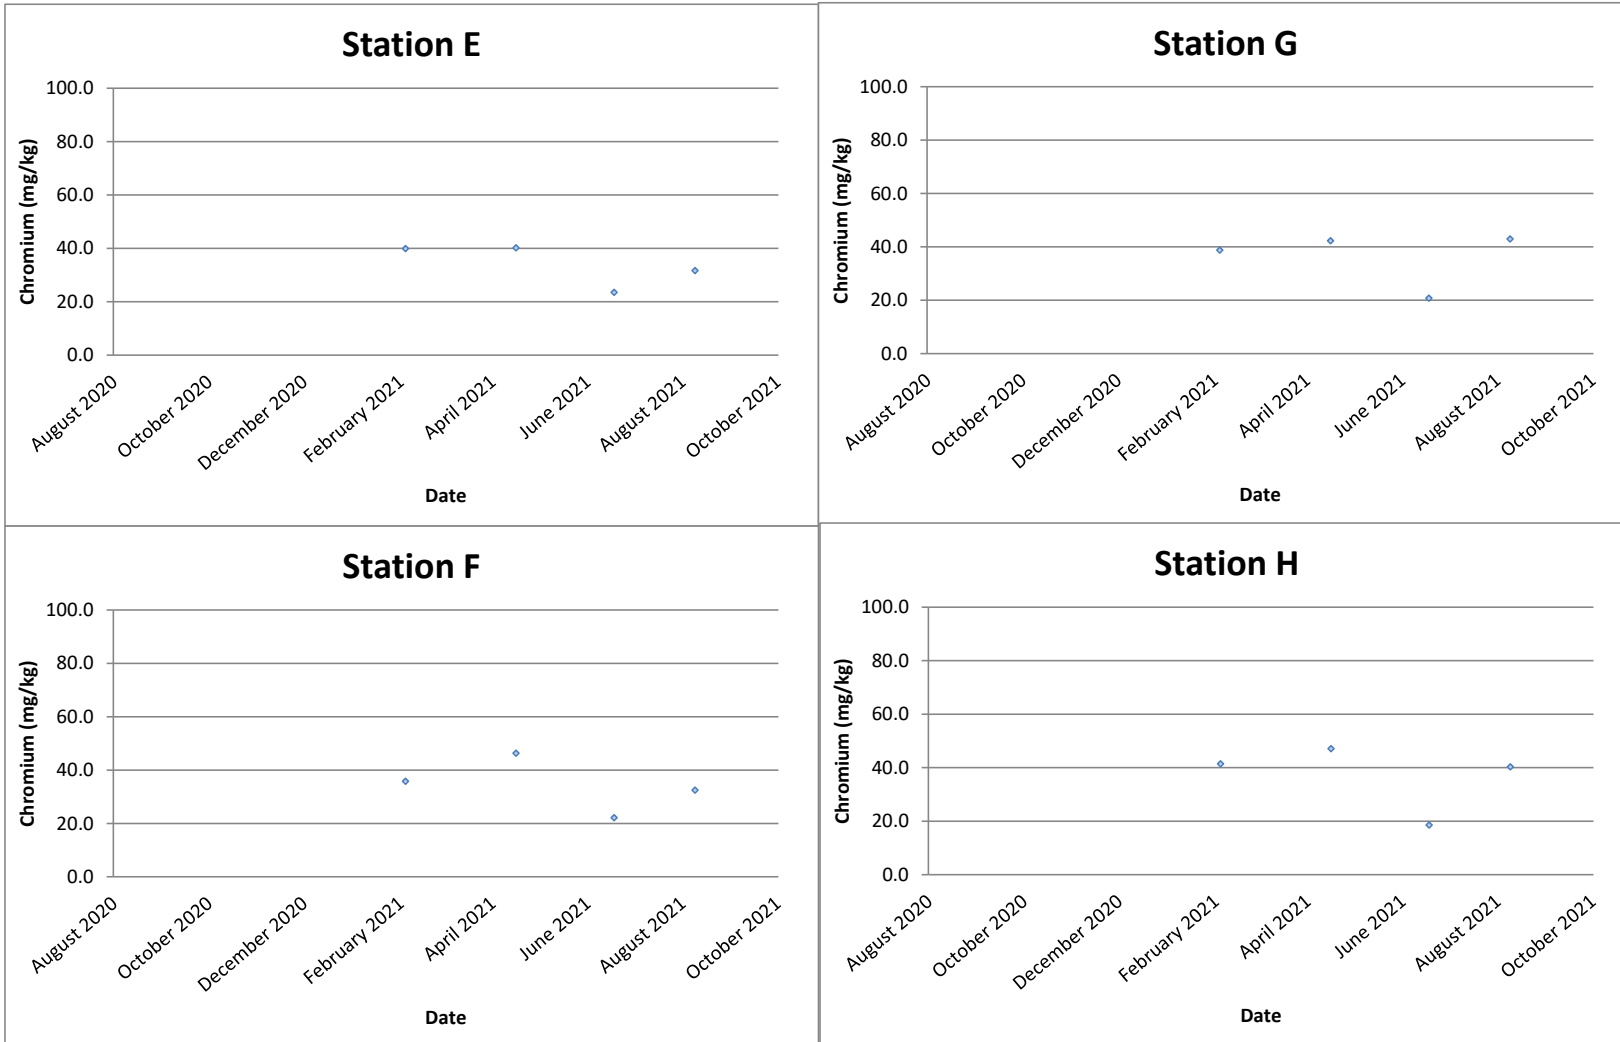 Station E
100.0
80.0
60.0
40.0
20.0
0.0
Chromium (mg/kg)
August 2020
October 2020
December 2020
February 2021
April 2021
June 2021
August 2021
October 2021
Date
Station G
100.0
80.0
60.0
40.0
20.0
0.0
Chromium (mg/kg)
August 2020
October 2020
December 2020
February 2021
April 2021
June 2021
August 2021
October 2021
Date
Station F
100.0
80.0
60.0
40.0
20.0
0.0
Chromium (mg/kg)
August 2020
October 2020
December 2020
February 2021
April 2021
June 2021
August 2021
October 2021
Date
Station H
100.0
80.0
60.0
40.0
20.0
0.0
Chromium (mg/kg)
August 2020
October 2020
December 2020
February 2021
April 2021
June 2021
August 2021
October 2021
Date